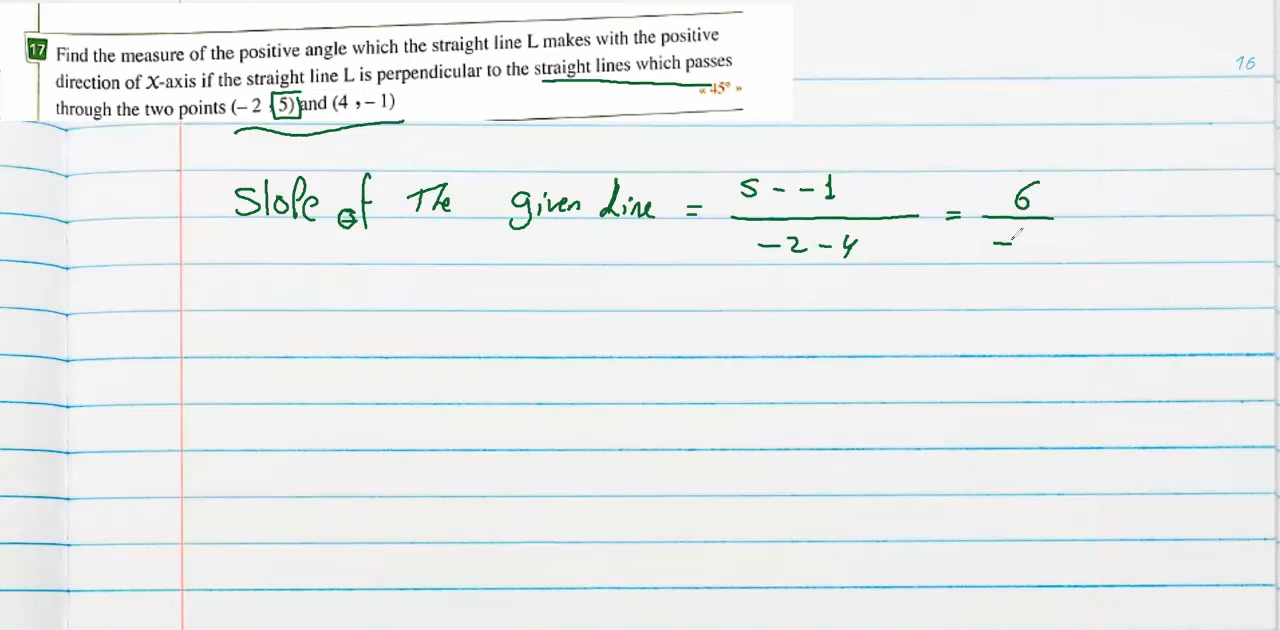 17 Find the measure of the positive angle which the straight line L makes with the positive
direction of X-axis if the straight line L is perpendicular to the straight lines which passes
through the two points (– 2 , 5) and (4 , – 1) « 45° »
16
Slope of The given Line = 5 - - 1 / - 2 - 4 = 6 / -